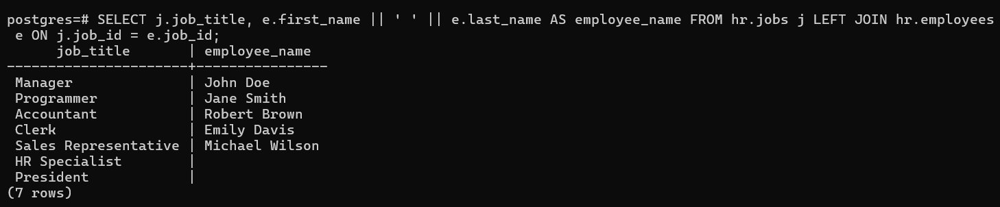 postgres=# SELECT j.job_title, e.first_name || ' ' || e.last_name AS employee_name FROM hr.jobs j LEFT JOIN hr.employees
 e ON j.job_id = e.job_id;
      job_title       | employee_name
----------------------+----------------
 Manager              | John Doe
 Programmer           | Jane Smith
 Accountant           | Robert Brown
 Clerk                | Emily Davis
 Sales Representative | Michael Wilson
 HR Specialist        |
 President            |
(7 rows)